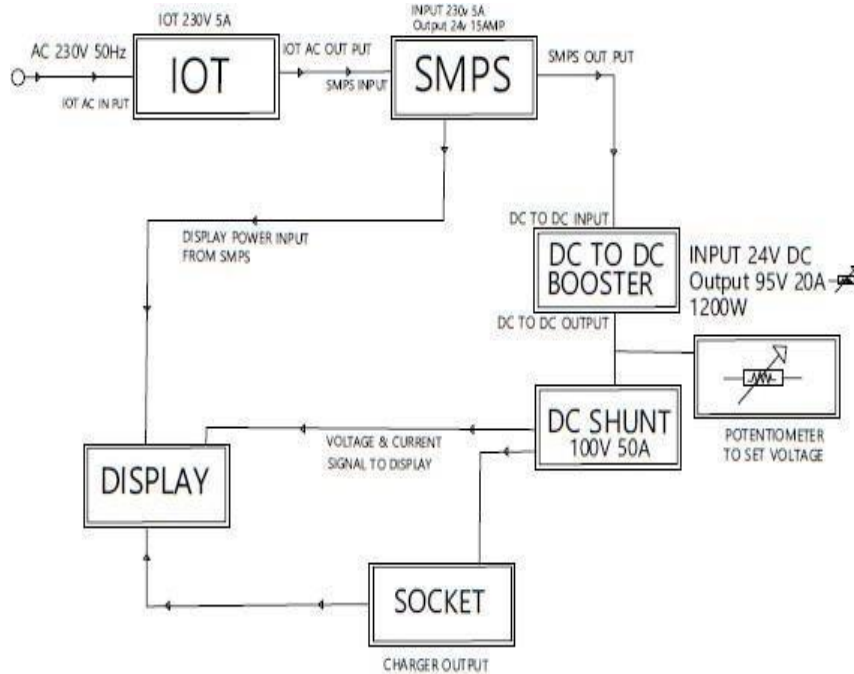 IOT 230V 5A
INPUT 230v 5A
Output 24v 15AMP
AC 230V 50Hz
IOT
IOT AC OUT PUT
SMPS
SMPS OUT PUT
SMPS INPUT
IOT AC IN PUT
DISPLAY POWER INPUT
FROM SMPS
DC TO DC INPUT
DC TO DC
BOOSTER
INPUT 24V DC
Output 95V 20A
1200W
DC TO DC OUTPUT
DC SHUNT
100V 50A
POTENTIOMETER
TO SET VOLTAGE
VOLTAGE & CURRENT
SIGNAL TO DISPLAY
DISPLAY
SOCKET
CHARGER OUTPUT